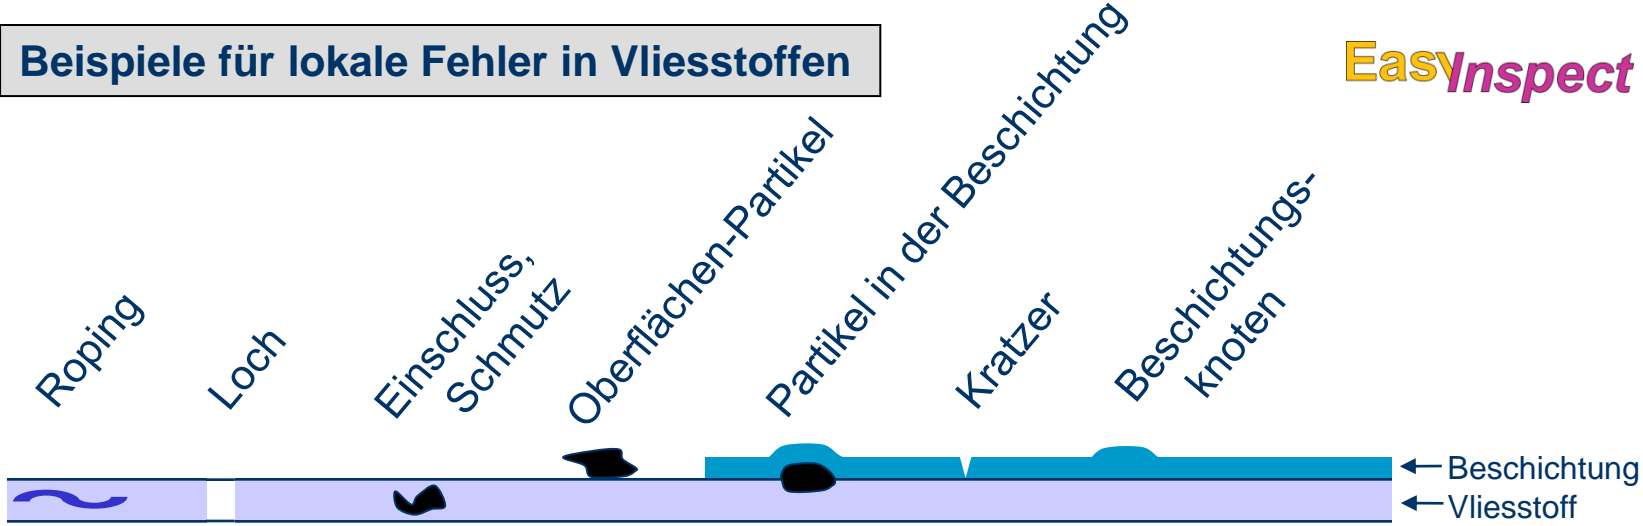 Beispiele für lokale Fehler in Vliesstoffen
EasyInspect
Roping
Loch
Einschluss,
Schmutz
Oberflächen-Partikel
Partikel in der Beschichtung
Kratzer
Beschichtungs-
knoten
Beschichtung
Vliesstoff